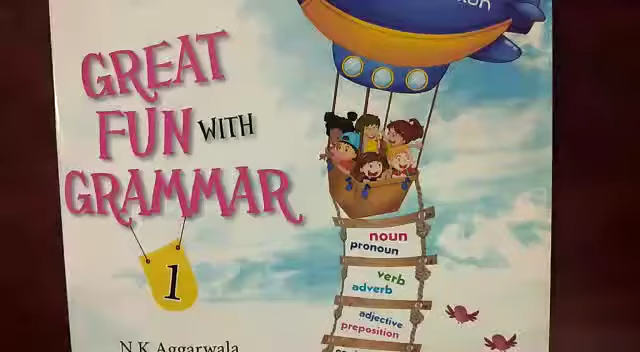 GREAT
FUN WITH
GRAMMAR
1
noun
pronoun
verb
adverb
adjective
preposition
N K Aggarwala